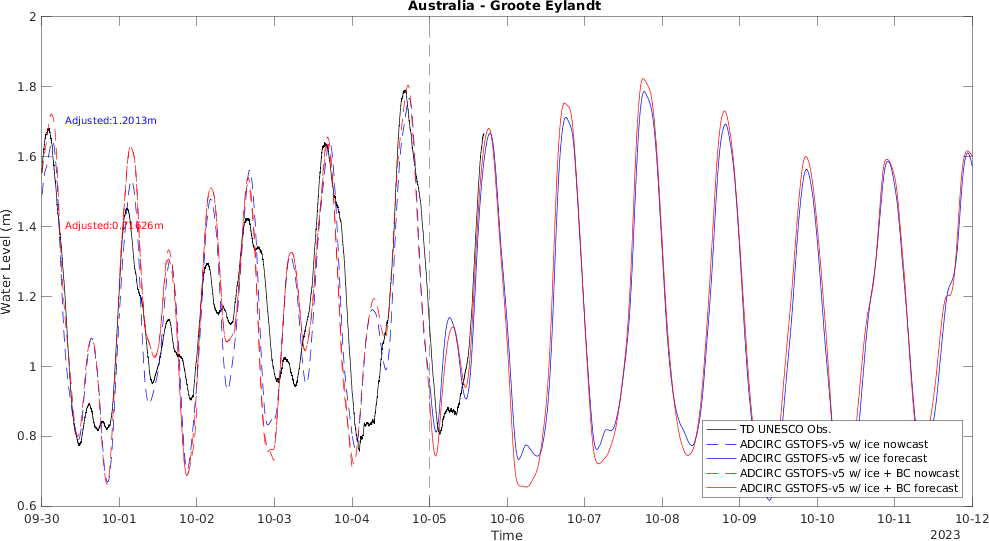 Australia - Groote Eylandt
2
1.8
1.6
1.4
1.2
1
0.8
0.6
Water Level (m)
Adjusted:1.2013m
Adjusted:0.71626m
TD UNESCO Obs.
ADCIRC GSTOFS-v5 w/ ice nowcast
ADCIRC GSTOFS-v5 w/ ice forecast
ADCIRC GSTOFS-v5 w/ ice + BC nowcast
ADCIRC GSTOFS-v5 w/ ice + BC forecast
09-30 10-01 10-02 10-03 10-04 10-05 10-06 10-07 10-08 10-09 10-10 10-11 10-12
Time
2023